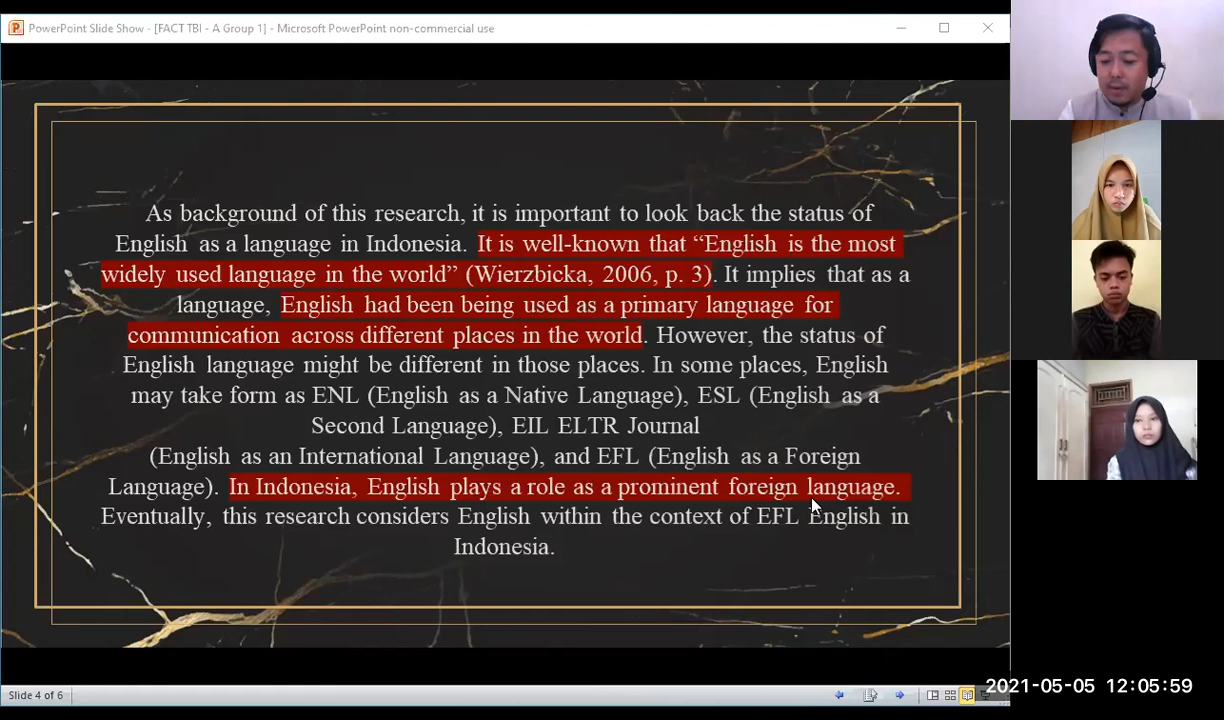 PowerPoint Slide Show - [FACT TBI - A Group 1] - Microsoft PowerPoint non-commercial use
As background of this research, it is important to look back the status of
English as a language in Indonesia. It is well-known that “English is the most
widely used language in the world” (Wierzbicka, 2006, p. 3). It implies that as a
language, English had been being used as a primary language for
communication across different places in the world. However, the status of
English language might be different in those places. In some places, English
may take form as ENL (English as a Native Language), ESL (English as a
Second Language), EIL ELTR Journal
(English as an International Language), and EFL (English as a Foreign
Language). In Indonesia, English plays a role as a prominent foreign language.
Eventually, this research considers English within the context of EFL English in
Indonesia.
Slide 4 of 6
2021-05-05 12:05:59